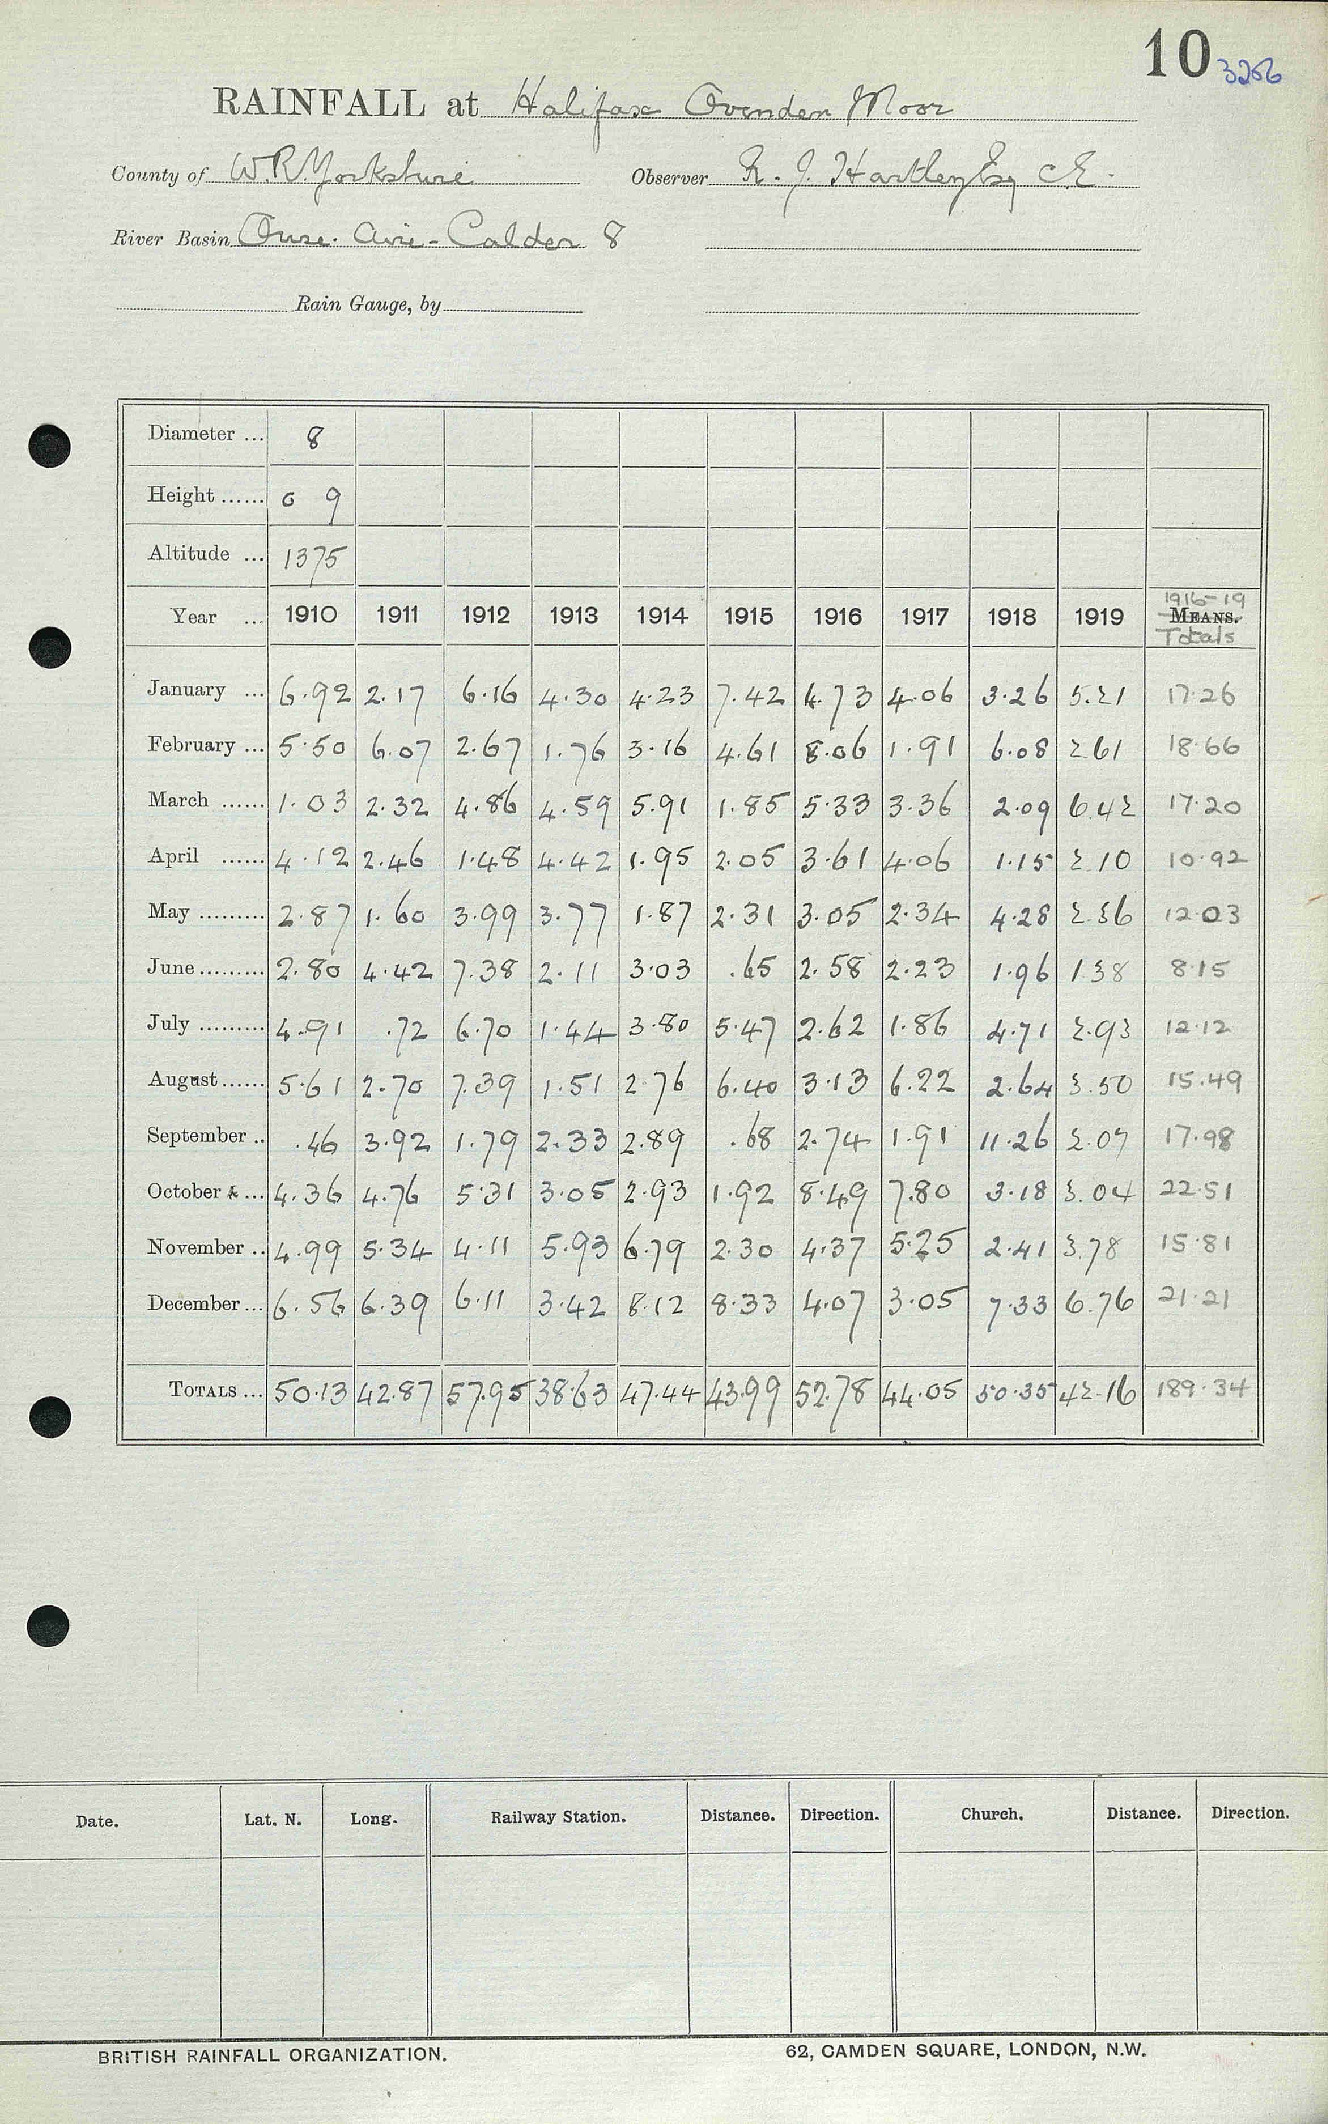 10 3256
RAINFALL at Halifax Ovenden Moor
County of W.R. Yorkshire Observer R. J. Hartley Esq C.E.
River Basin Ouse. Aire - Calder 8
Rain Gauge, by
Diameter ... 8
Height ...... 0 9
Altitude ... 1375
Year ... 1910 1911 1912 1913 1914 1915 1916 1917 1918 1919 1916-19 MEANS. Totals
January ... 6.92 2.17 6.16 4.30 4.23 7.42 4.73 4.06 3.26 5.21 17.26
February ... 5.50 6.07 2.67 1.76 3.16 4.61 8.06 1.91 6.08 2.61 18.66
March ...... 1.03 2.32 4.86 4.59 5.91 1.85 5.33 3.36 2.09 6.42 17.20
April ...... 4.12 2.46 1.48 4.42 1.95 2.05 3.61 4.06 1.15 2.10 10.92
May ......... 2.87 1.60 3.99 3.77 1.87 2.31 3.05 2.34 4.28 2.36 12.03
June ......... 2.80 4.42 7.38 2.11 3.03 .65 2.58 2.23 1.96 1.38 8.15
July ......... 4.91 .72 6.70 1.44 3.80 5.47 2.62 1.86 4.71 2.93 12.12
August ...... 5.61 2.70 7.39 1.51 2.76 6.40 3.13 6.22 2.64 3.50 15.49
September .. .46 3.92 1.79 2.33 2.89 .68 2.74 1.91 11.26 2.07 17.98
October ... 4.36 4.76 5.31 3.05 2.93 1.92 8.49 7.80 3.18 3.04 22.51
November .. 4.99 5.34 4.11 5.93 6.79 2.30 4.37 5.25 2.41 3.78 15.81
December ... 6.56 6.39 6.11 3.42 8.12 8.33 4.07 3.05 7.33 6.76 21.21
TOTALS ... 50.13 42.87 57.95 38.63 47.44 43.99 52.78 44.05 50.35 42.16 189.34
Date. Lat. N. Long. Railway Station. Distance. Direction. Church. Distance. Direction.
BRITISH RAINFALL ORGANIZATION. 62, CAMDEN SQUARE, LONDON, N.W.